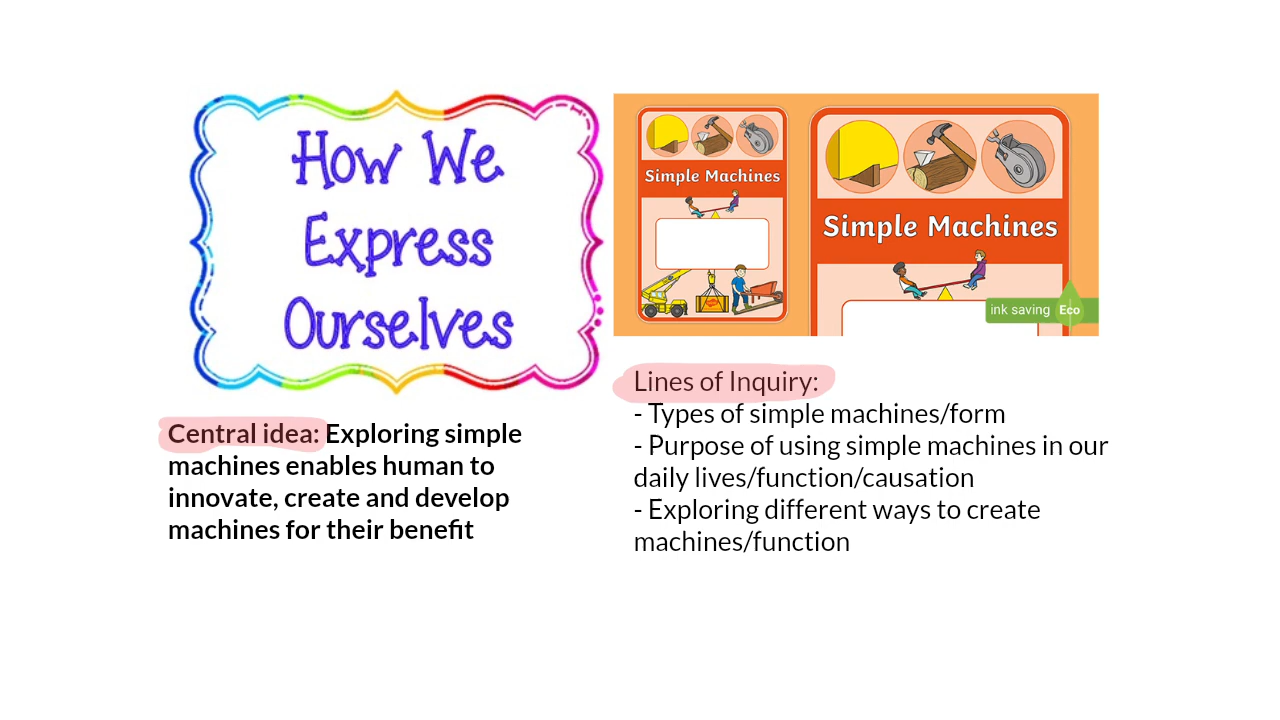 How We
Express
Ourselves
Simple Machines
Simple Machines
ink saving Eco
Central idea: Exploring simple
machines enables human to
innovate, create and develop
machines for their benefit
Lines of Inquiry:
- Types of simple machines/form
- Purpose of using simple machines in our
daily lives/function/causation
- Exploring different ways to create
machines/function